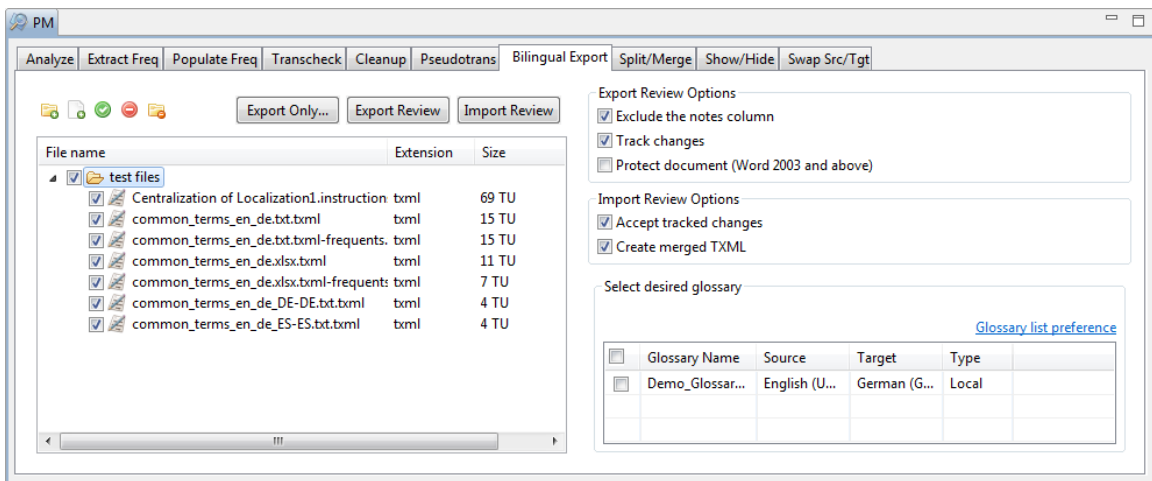 PM
Analyze Extract Freq Populate Freq Transcheck Cleanup Pseudotrans Bilingual Export Split/Merge Show/Hide Swap Src/Tgt
Export Only... Export Review Import Review
File name Extension Size
test files
Centralization of Localization1.instruction txml 69 TU
common_terms_en_de.txt.txml txml 15 TU
common_terms_en_de.txt.txml-frequents. txml 15 TU
common_terms_en_de.xlsx.txml txml 11 TU
common_terms_en_de.xlsx.txml-frequents txml 7 TU
common_terms_en_de_DE-DE.txt.txml txml 4 TU
common_terms_en_de_ES-ES.txt.txml txml 4 TU
Export Review Options
Exclude the notes column
Track changes
Protect document (Word 2003 and above)
Import Review Options
Accept tracked changes
Create merged TXML
Select desired glossary
Glossary list preference
Glossary Name Source Target Type
Demo_Glossar... English (U... German (G... Local